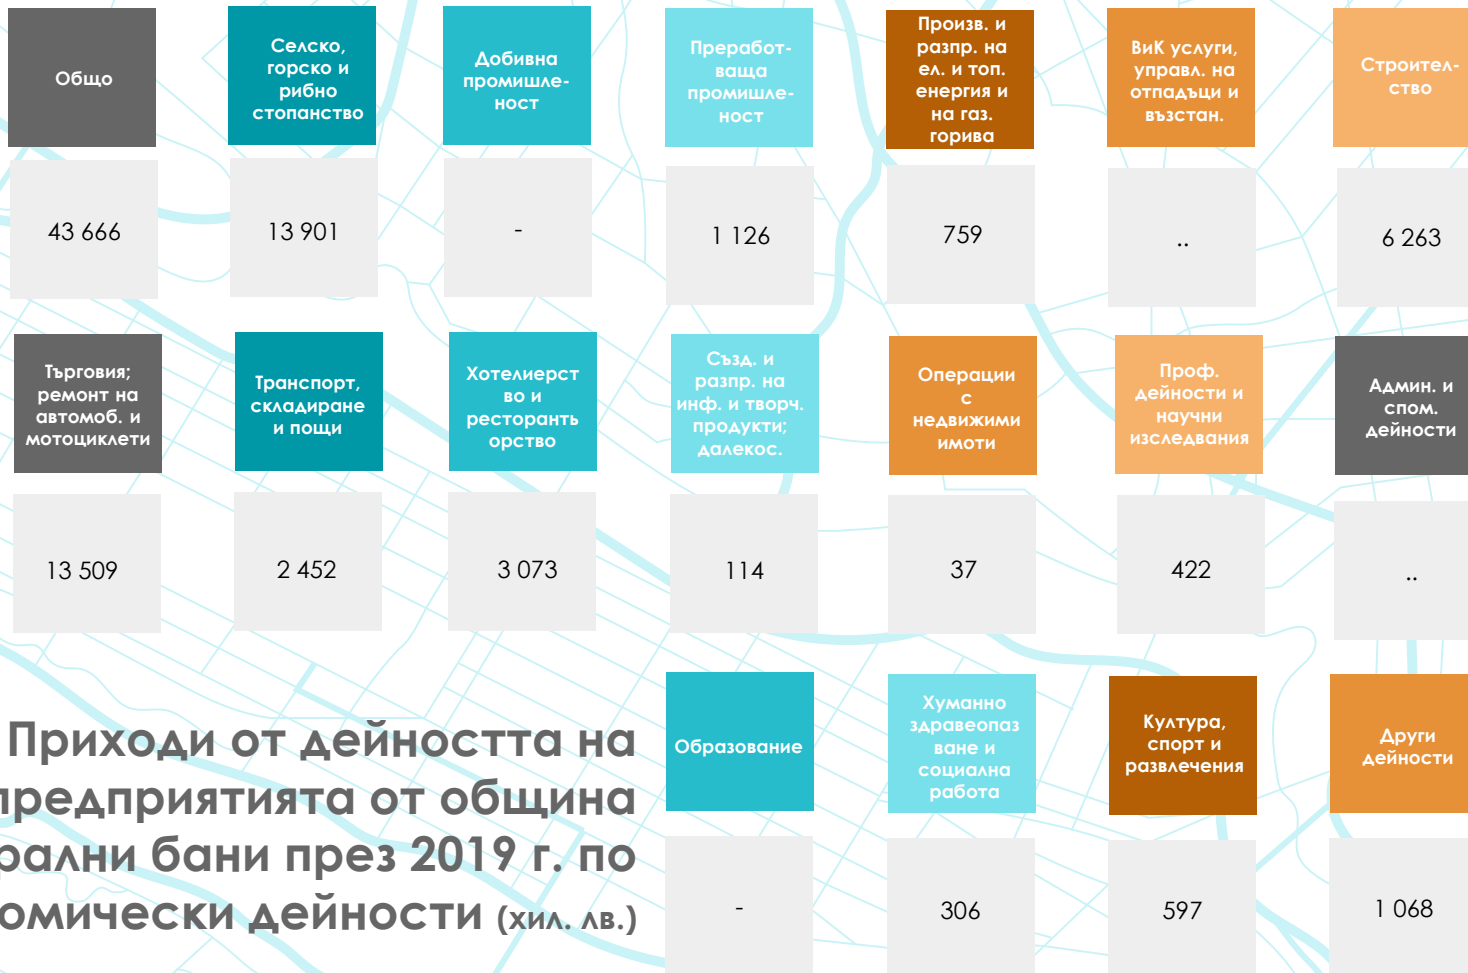 Общо
Селско,
горско и
рибно
стопанство
Добивна
промишле-
ност
Преработ-
ваща
промишле-
ност
Произв. и
разпр. на
ел. и топ.
енергия и
на газ.
горива
ВиК услуги,
управл. на
отпадъци и
възстан.
Строител-
ство
43 666
13 901
-
1 126
759
..
6 263
Търговия;
ремонт на
автомоб. и
мотоциклети
Транспорт,
складиране
и пощи
Хотелиерст
во и
ресторантъ
орство
Създ. и
разпр. на
инф. и творч.
продукти;
далекос.
Операции
с
недвижими
имоти
Проф.
дейности и
научни
изследвания
Админ. и
спом.
дейности
13 509
2 452
3 073
114
37
422
..
Приходи от дейността на
предприятията от община
рални бани през 2019 г. по
омически дейности (хил. лв.)
Образование
Хуманно
здравеопаз
ване и
социална
работа
Култура,
спорт и
развлечения
Други
дейности
-
306
597
1 068